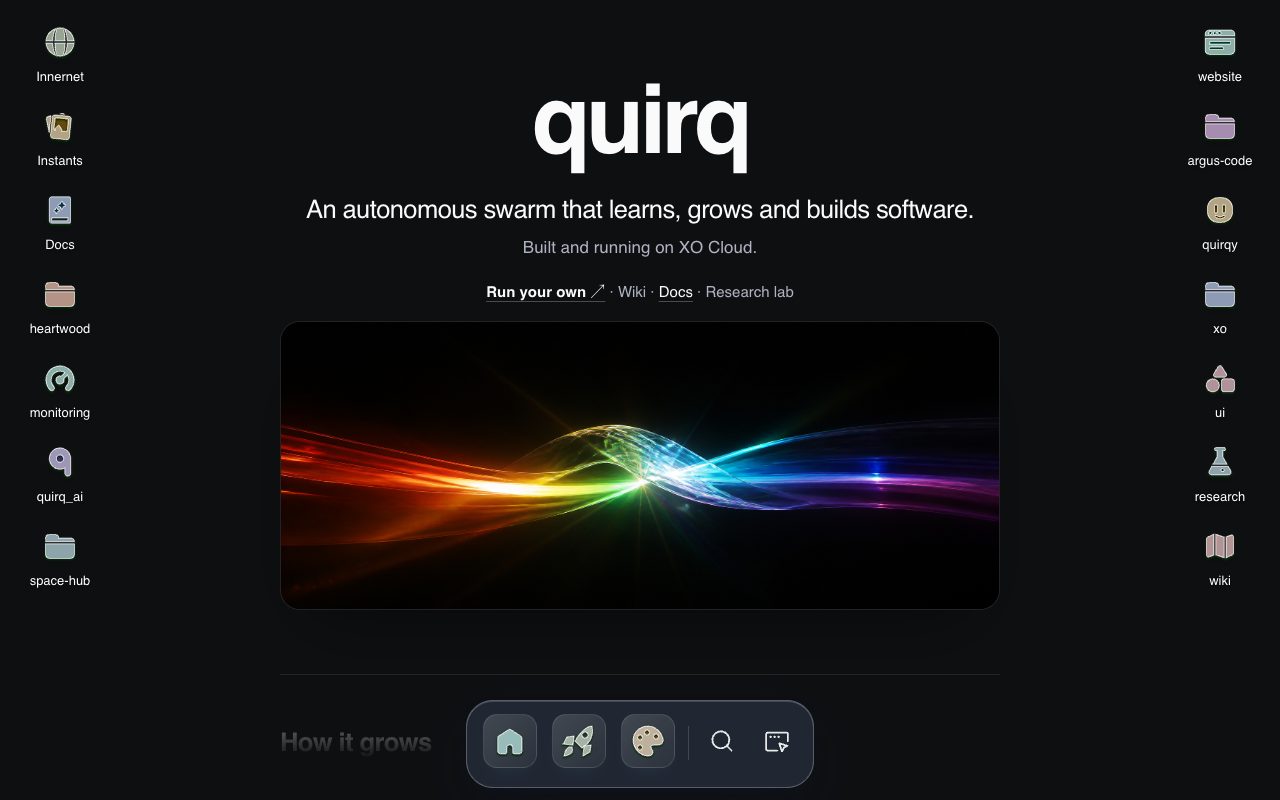 Innernet
Instants
Docs
heartwood
monitoring
quirq_ai
space-hub
quirq
An autonomous swarm that learns, grows and builds software.
Built and running on XO Cloud.
Run your own ↗ · Wiki · Docs · Research lab
How it grows
website
argus-code
quirqy
xo
ui
research
wiki